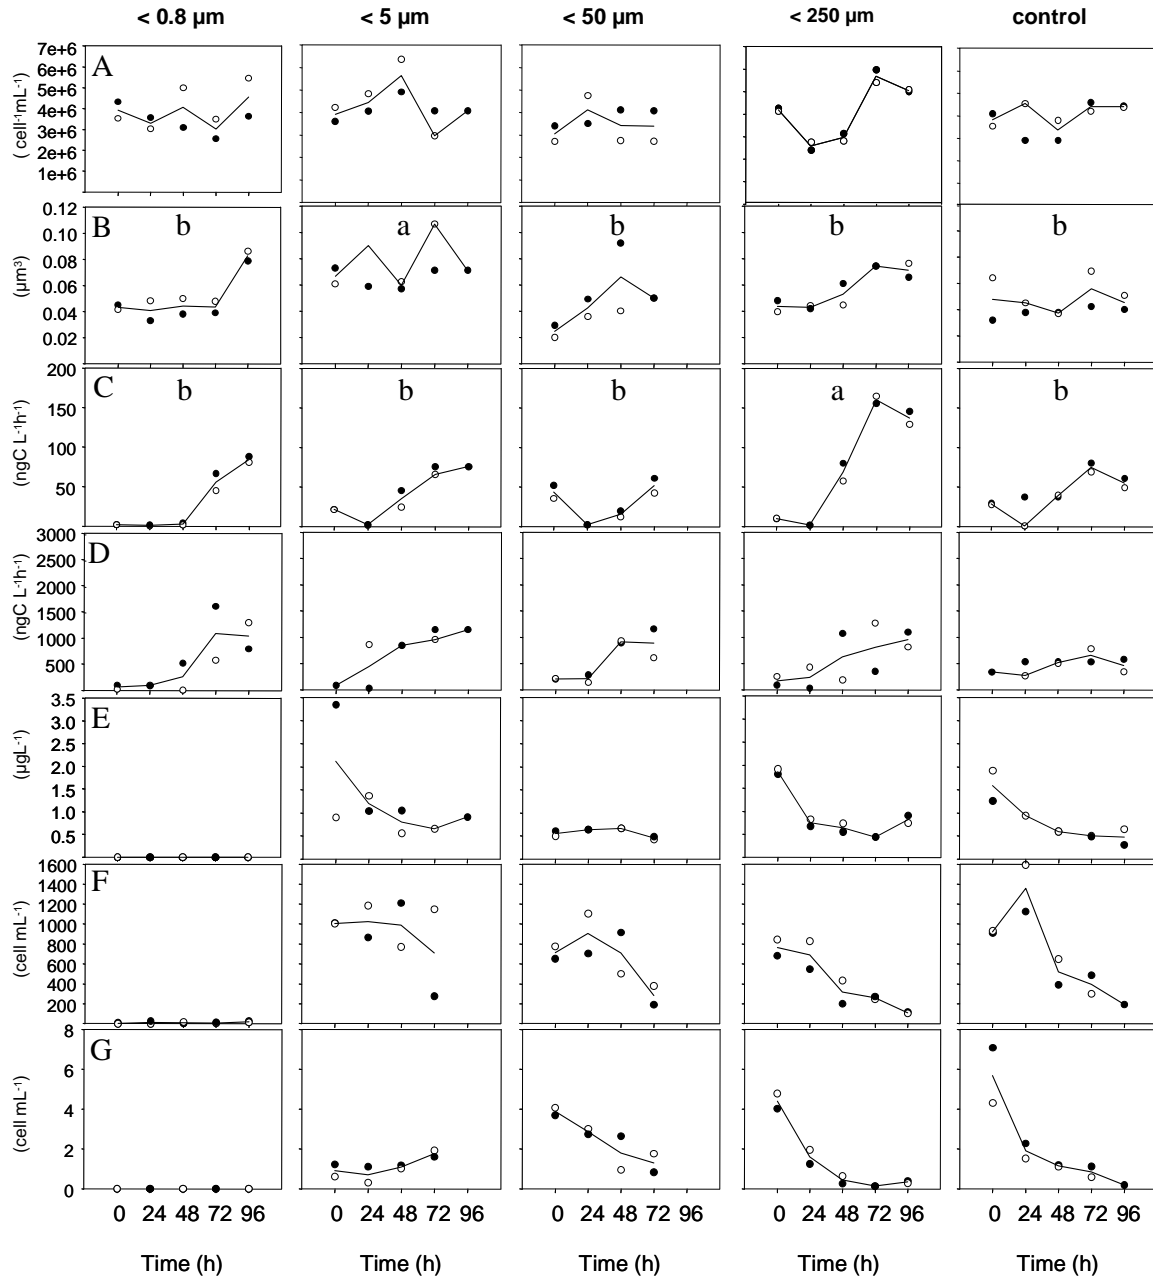 < 0.8 µm < 5 µm < 50 µm < 250 µm control
A
7e+6
6e+6
5e+6
4e+6
3e+6
2e+6
1e+6
( cell⁻¹mL⁻¹)
B b a b b b
0.12
0.10
0.08
0.06
0.04
0.02
(µm³)
C b b b a b
200
150
100
50
(ngC L⁻¹h⁻¹)
D
3000
2500
2000
1500
1000
500
(ngC L⁻¹h⁻¹)
E
3.5
3.0
2.5
2.0
1.5
1.0
0.5
(µgL⁻¹)
F
1600
1400
1200
1000
800
600
400
200
(cell mL⁻¹)
G
8
6
4
2
0
(cell mL⁻¹)
0 24 48 72 96 0 24 48 72 96 0 24 48 72 96 0 24 48 72 96 0 24 48 72 96
Time (h) Time (h) Time (h) Time (h) Time (h)